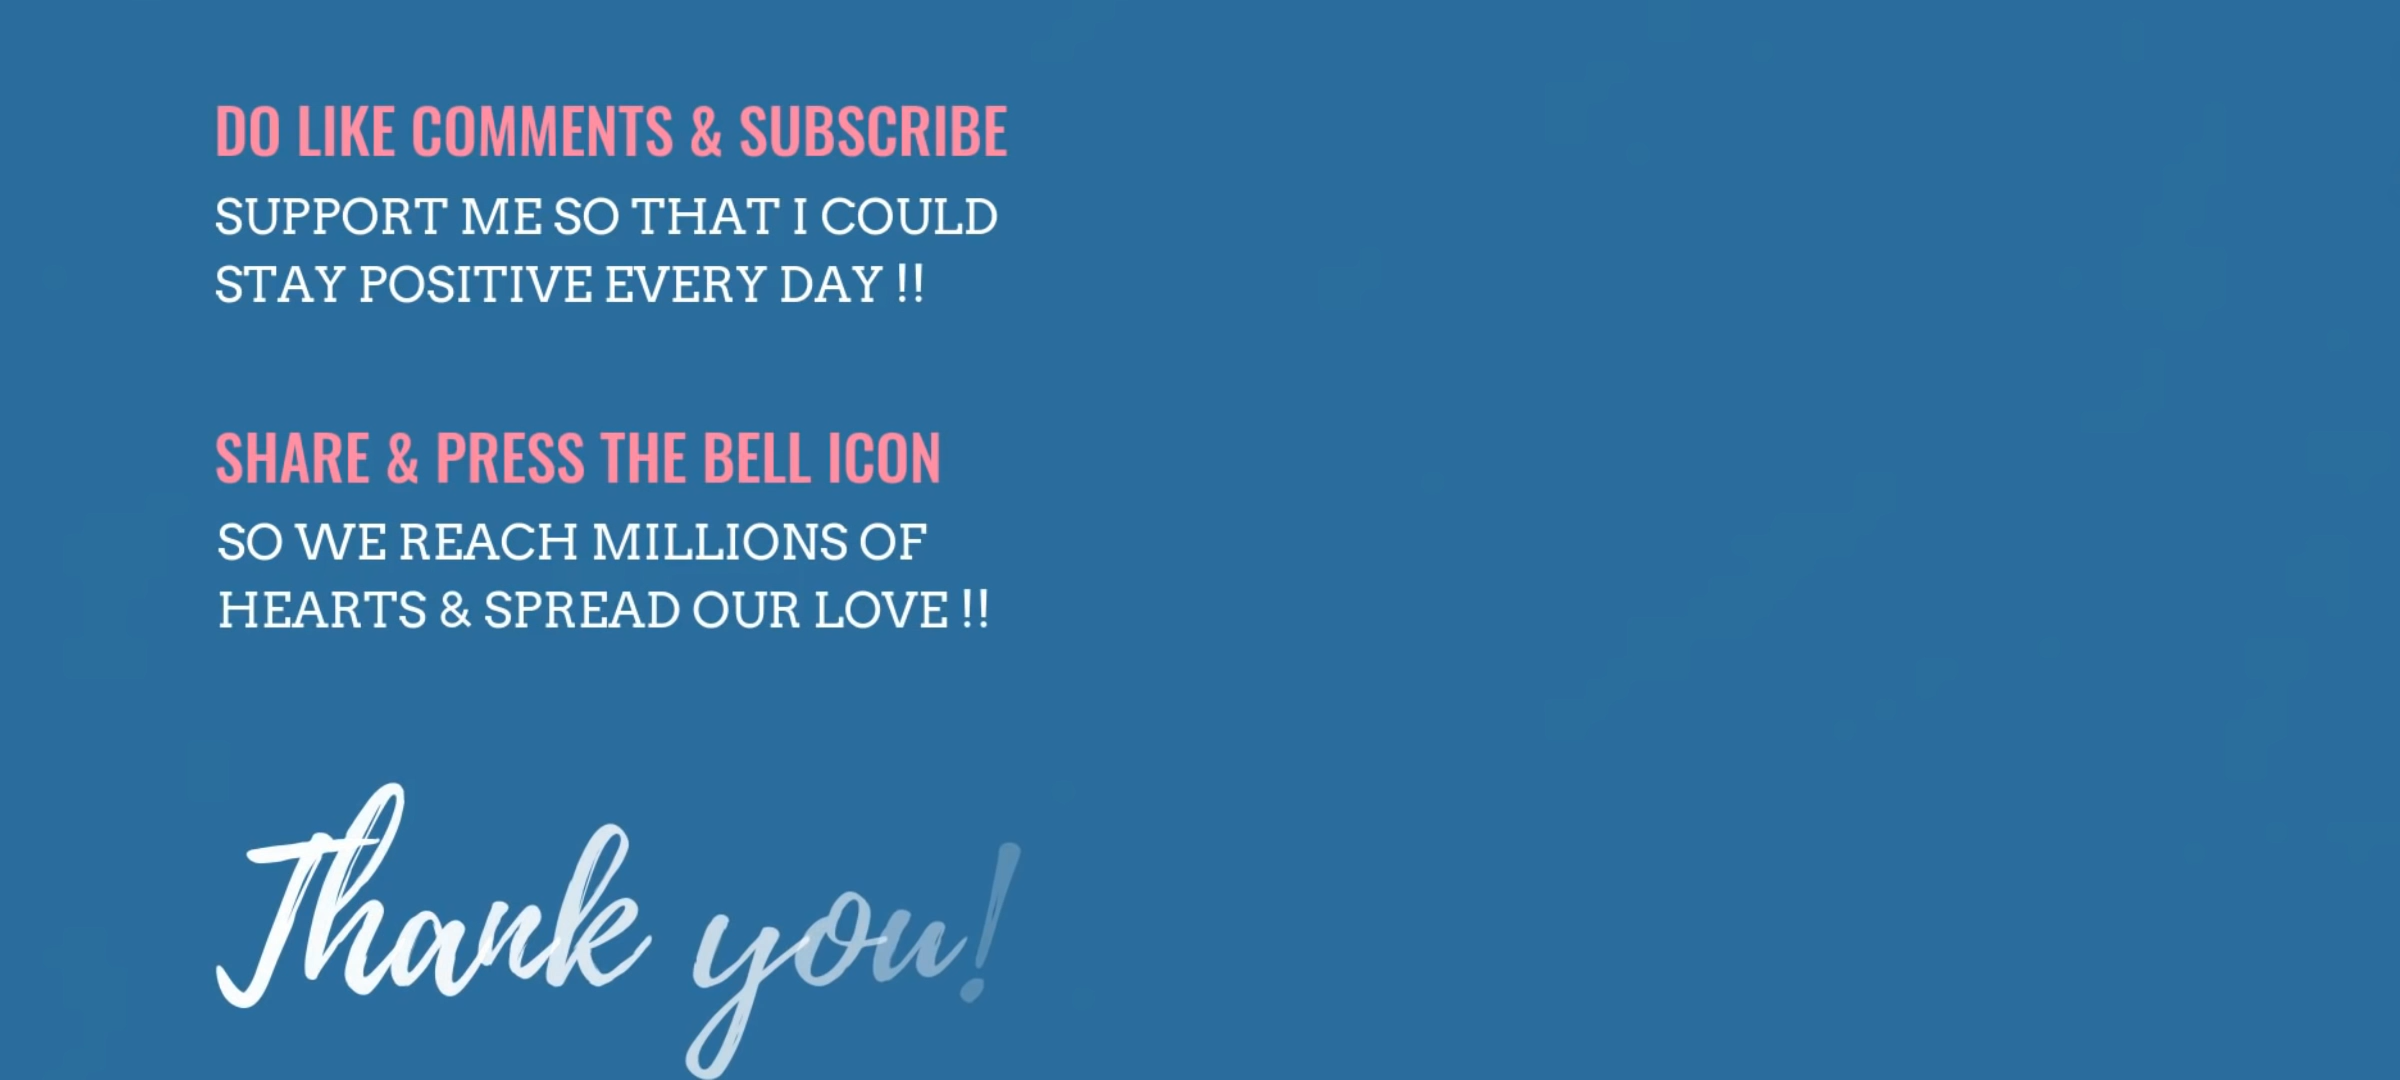 DO LIKE COMMENTS & SUBSCRIBE
SUPPORT ME SO THAT I COULD
STAY POSITIVE EVERY DAY !!
SHARE & PRESS THE BELL ICON
SO WE REACH MILLIONS OF
HEARTS & SPREAD OUR LOVE !!
Thank you!